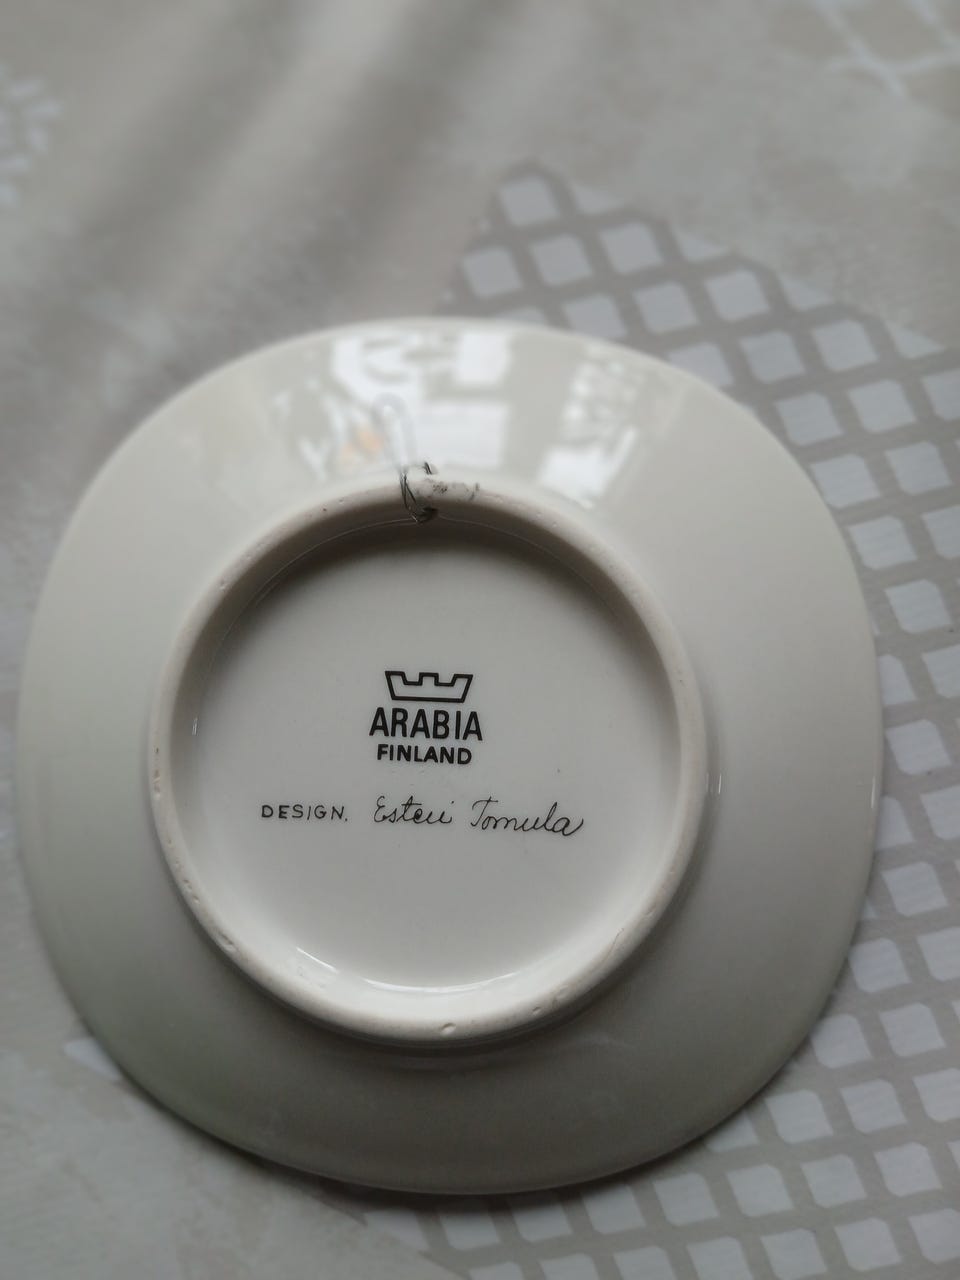 ARABIA
FINLAND
DESIGN. Esteri Tomula